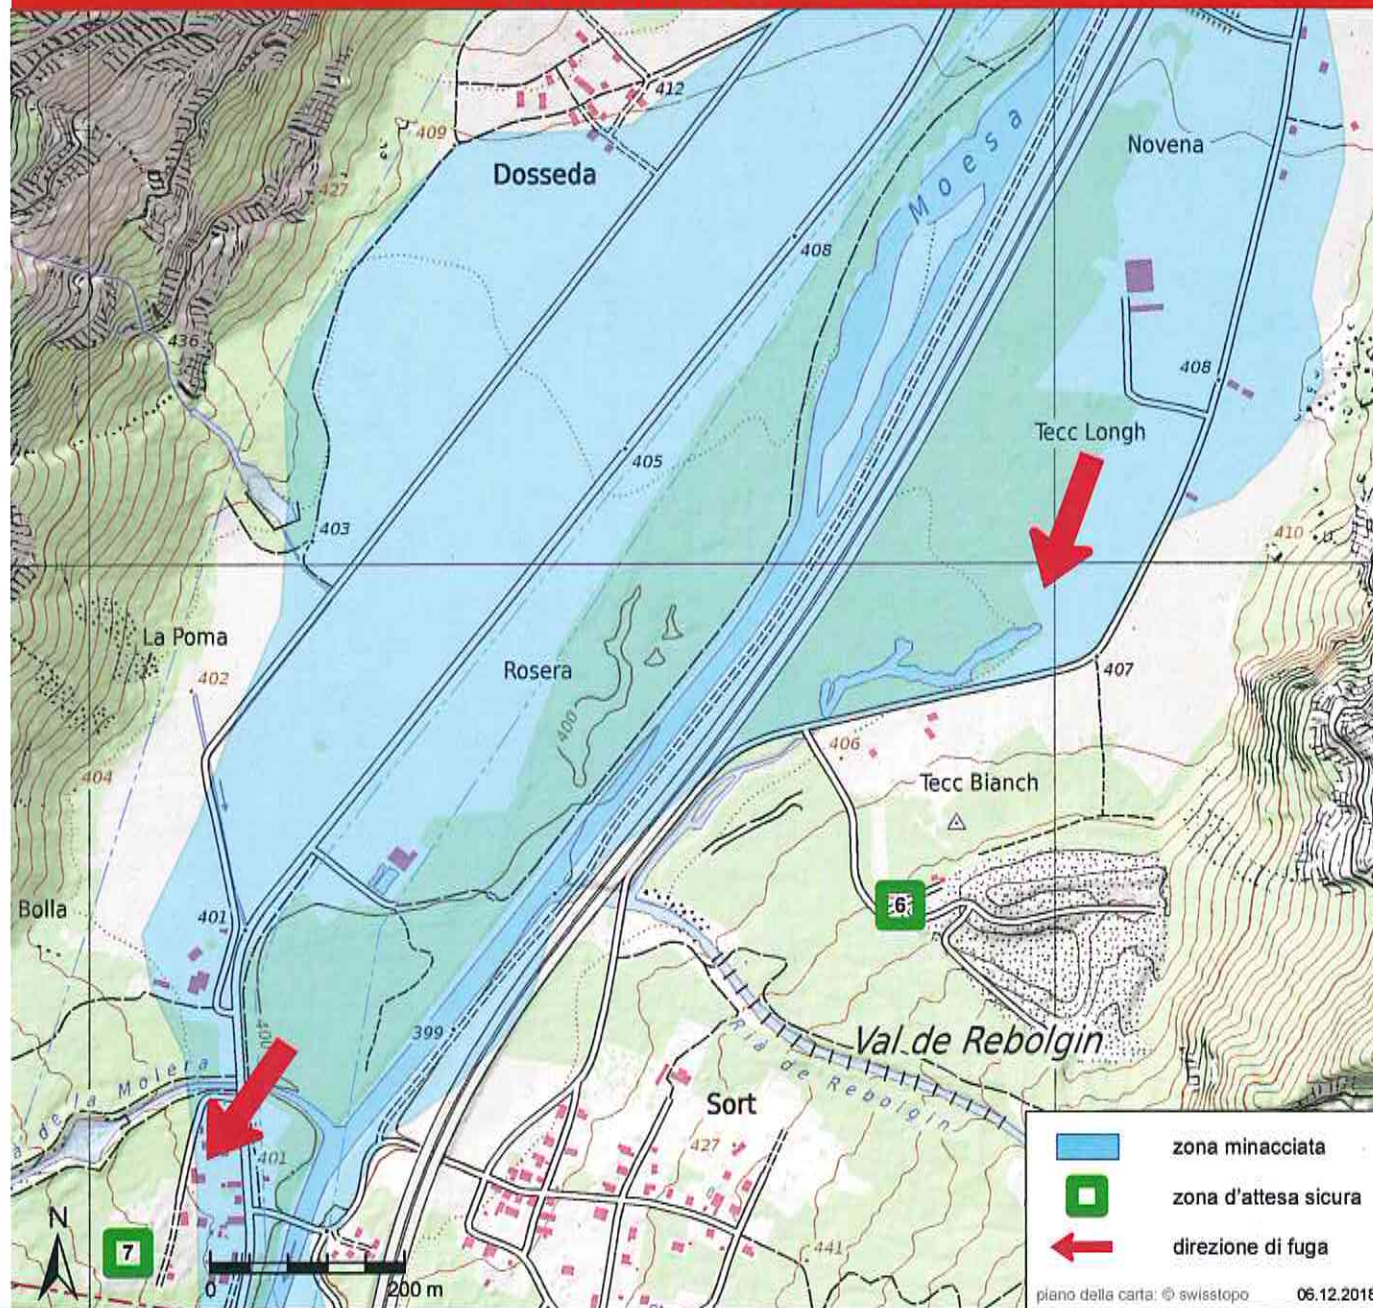 412
409
Dosseda
427
Moesa
Novena
408
436
408
Tecc Longh
405
403
410
La Poma
402
Rosera
400
407
404
406
Tecc Bianch
Bolla
401
6
399
400
Val de Rebolgin
Rià de Rebolgin
de la Molera
Sort
427
401
N
7
441
0
200 m
zona minacciata
zona d'attesa sicura
direzione di fuga
piano della carta: © swisstopo
06.12.2018